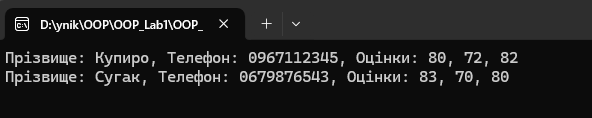 D:\ynik\OOP\OOP_Lab1\OOP_
Прізвище: Купиро, Телефон: 0967112345, Оцінки: 80, 72, 82
Прізвище: Сугак, Телефон: 0679876543, Оцінки: 83, 70, 80